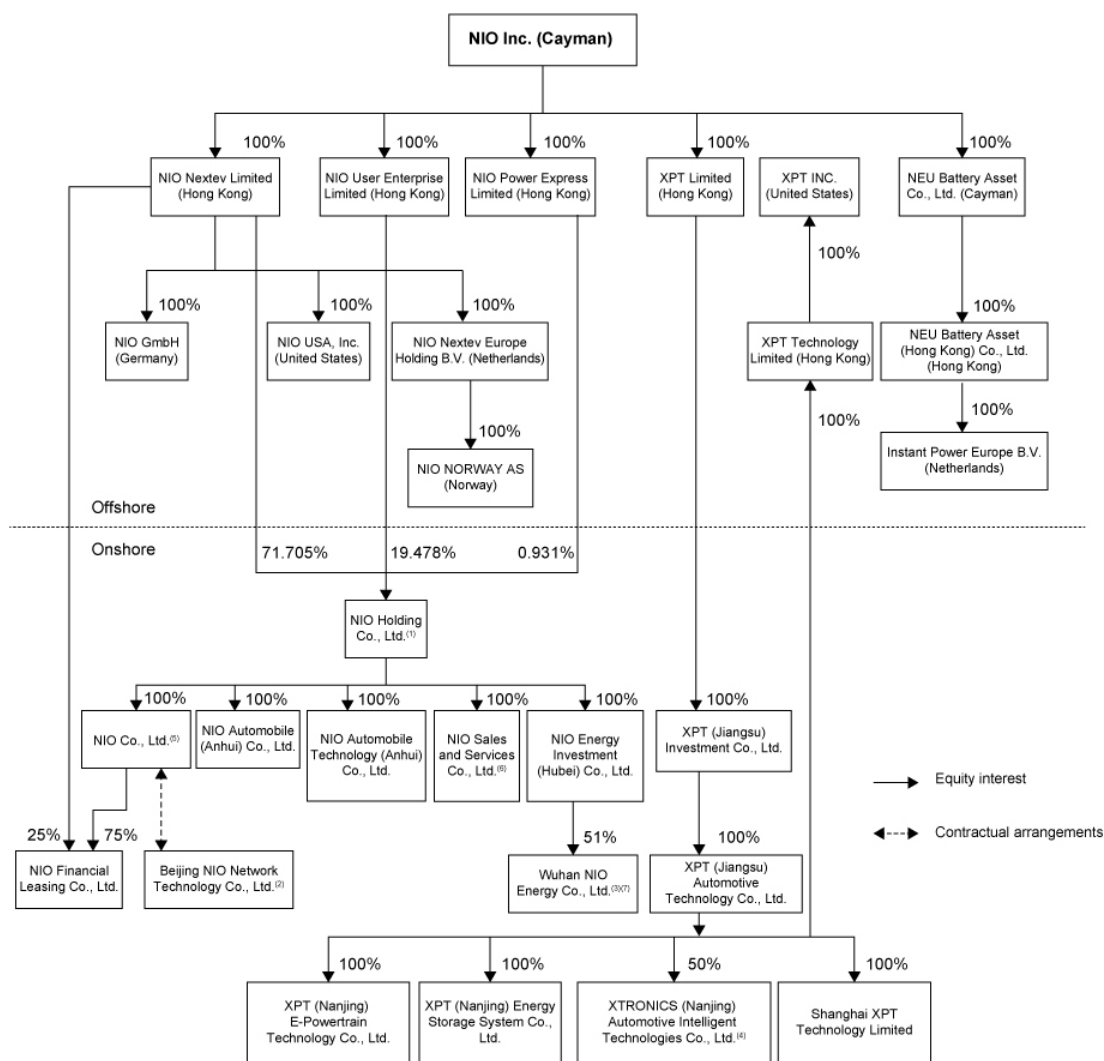 NIO Inc. (Cayman)
100%
100%
100%
100%
100%
NIO Nextev Limited
(Hong Kong)
NIO User Enterprise
Limited (Hong Kong)
NIO Power Express
Limited (Hong Kong)
XPT Limited
(Hong Kong)
XPT INC.
(United States)
NEU Battery Asset
Co., Ltd. (Cayman)
100%
100%
100%
100%
100%
NIO GmbH
(Germany)
NIO USA, Inc.
(United States)
NIO Nextev Europe
Holding B.V. (Netherlands)
XPT Technology
Limited (Hong Kong)
NEU Battery Asset
(Hong Kong) Co., Ltd.
(Hong Kong)
100%
100%
100%
NIO NORWAY AS
(Norway)
Instant Power Europe B.V.
(Netherlands)
Offshore
Onshore
71.705%
19.478%
0.931%
NIO Holding
Co., Ltd.(1)
100%
100%
100%
100%
100%
100%
NIO Co., Ltd.(5)
NIO Automobile
(Anhui) Co., Ltd.
NIO Automobile
Technology (Anhui)
Co., Ltd.
NIO Sales
and Services
Co., Ltd.(6)
NIO Energy
Investment
(Hubei) Co., Ltd.
XPT (Jiangsu)
Investment Co., Ltd.
Equity interest
Contractual arrangements
25%
75%
51%
100%
NIO Financial
Leasing Co., Ltd.
Beijing NIO Network
Technology Co., Ltd.(2)
Wuhan NIO
Energy Co., Ltd.(3)(7)
XPT (Jiangsu)
Automotive
Technology Co., Ltd.
100%
100%
50%
100%
XPT (Nanjing)
E-Powertrain
Technology Co., Ltd.
XPT (Nanjing) Energy
Storage System Co.,
Ltd.
XTRONICS (Nanjing)
Automotive Intelligent
Technologies Co., Ltd.(4)
Shanghai XPT
Technology Limited